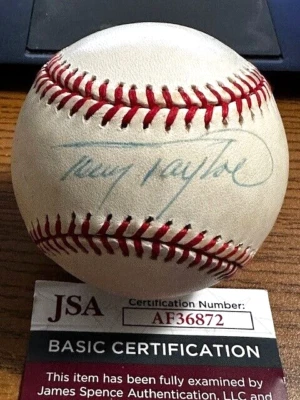 Tony Taylor
JSA
Certification Number:
AF36872
BASIC CERTIFICATION
This item has been fully examined by
James Spence Authentication, LLC and